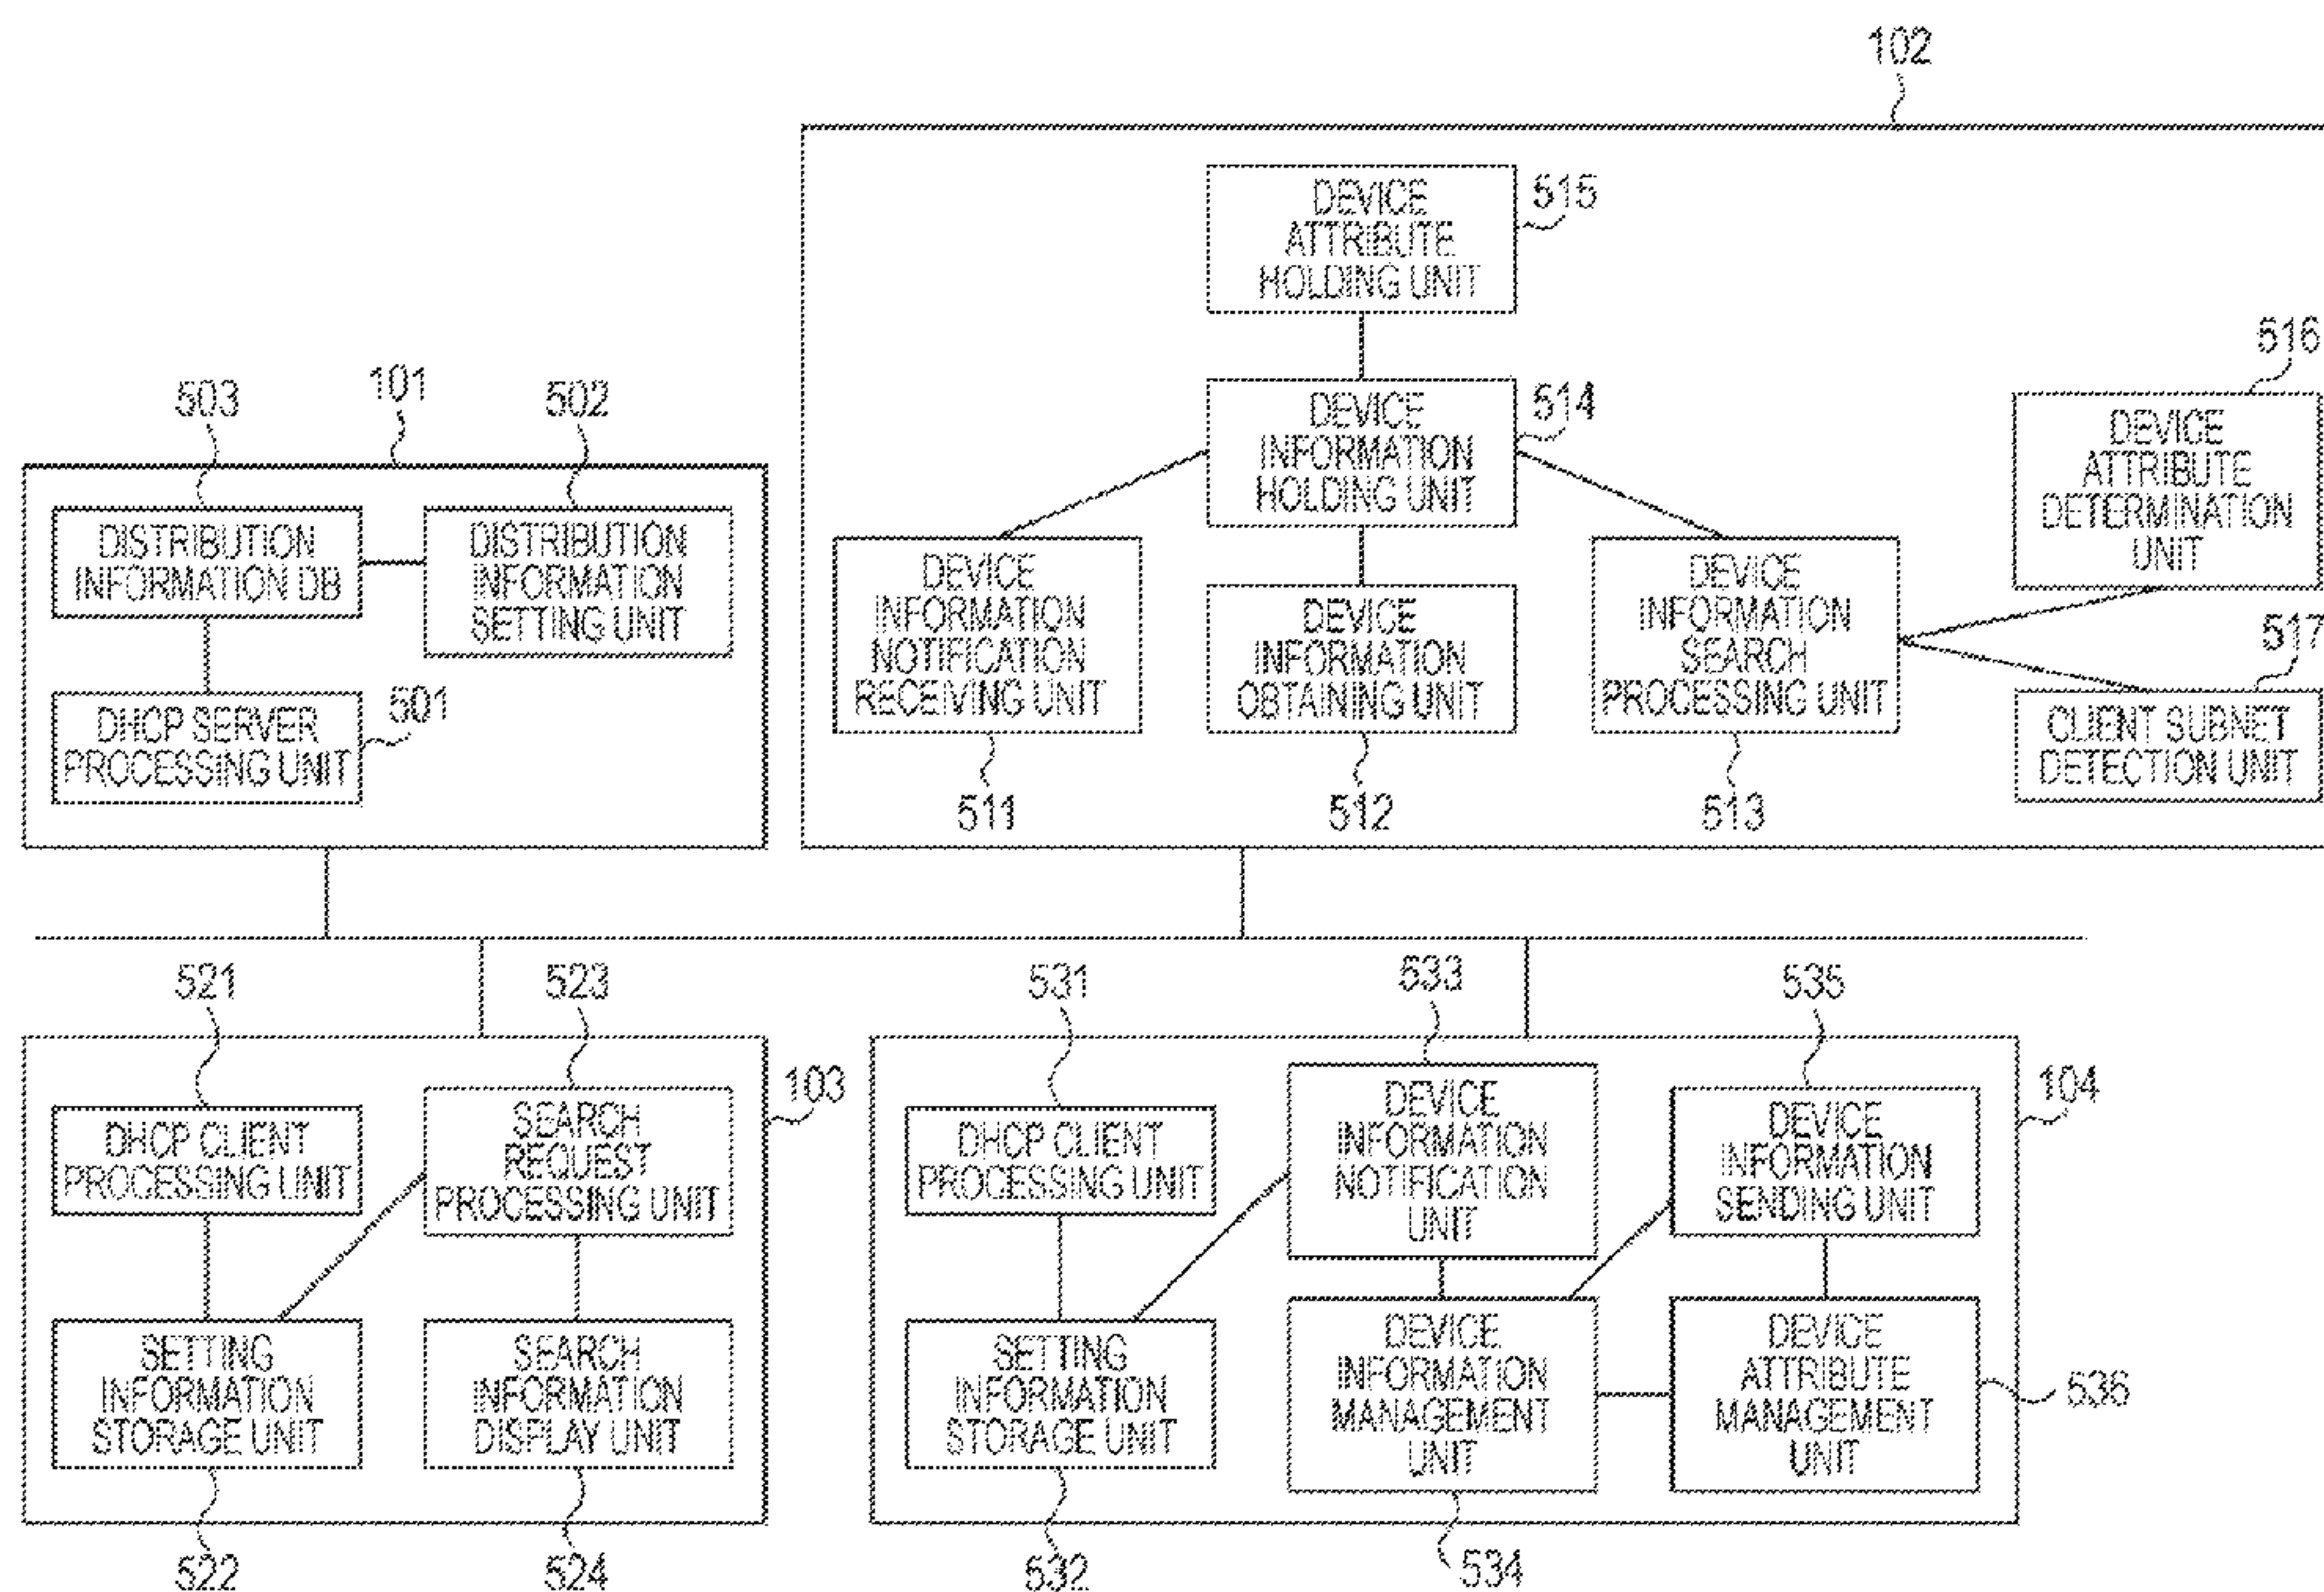 102
DEVICE
ATTRIBUTE
HOLDING UNIT
515
516
503
101
502
DEVICE
INFORMATION
HOLDING UNIT
514
DEVICE
ATTRIBUTE
DETERMINATION
UNIT
DISTRIBUTION
INFORMATION DB
DISTRIBUTION
INFORMATION
SETTING UNIT
DEVICE
INFORMATION
NOTIFICATION
RECEIVING UNIT
DEVICE
INFORMATION
OBTAINING UNIT
DEVICE
INFORMATION
SEARCH
PROCESSING UNIT
517
DHCP SERVER
PROCESSING UNIT
501
CLIENT SUBNET
DETECTION UNIT
511
512
513
521
523
531
533
535
DHCP CLIENT
PROCESSING UNIT
SEARCH
REQUEST
PROCESSING UNIT
103
DHCP CLIENT
PROCESSING UNIT
DEVICE
INFORMATION
NOTIFICATION
UNIT
DEVICE
INFORMATION
SENDING UNIT
104
SETTING
INFORMATION
STORAGE UNIT
SEARCH
INFORMATION
DISPLAY UNIT
SETTING
INFORMATION
STORAGE UNIT
DEVICE
INFORMATION
MANAGEMENT
UNIT
DEVICE
ATTRIBUTE
MANAGEMENT
UNIT
536
522
524
532
534